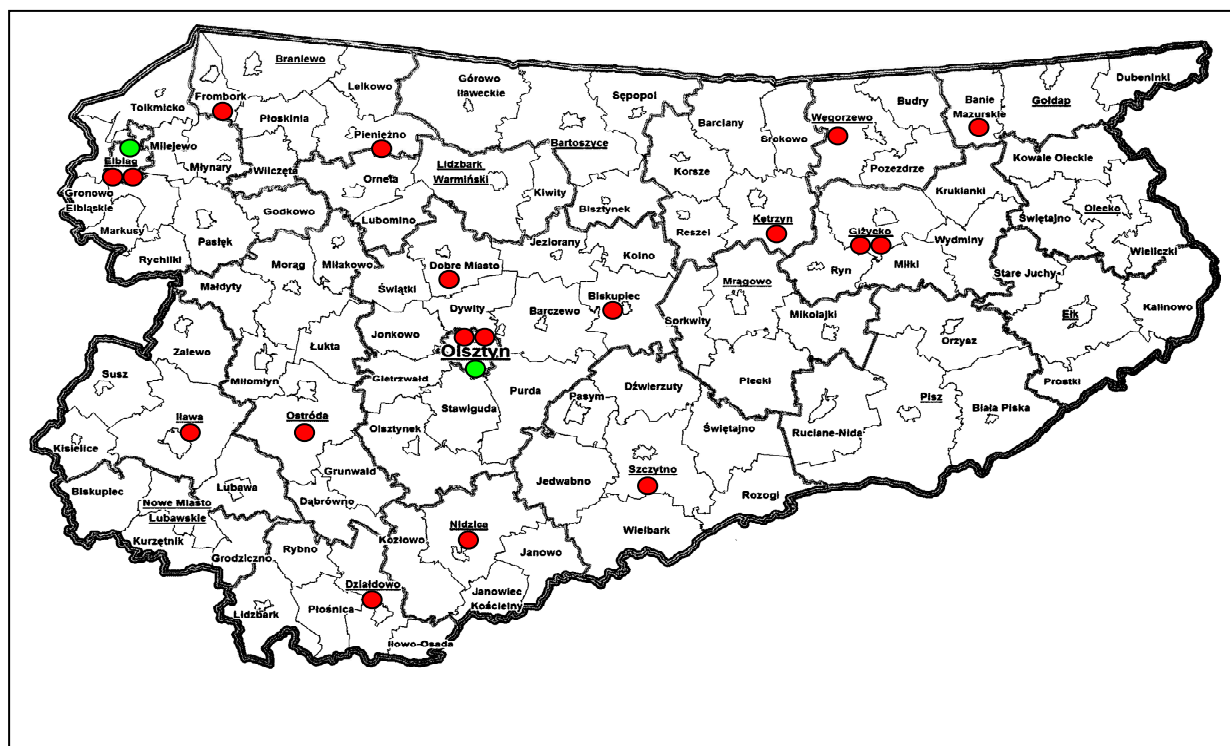 Braniewo
Dubeninki
Lelkowo
Górowo
Iławeckie
Gołdap
Frombork
Sępopol
Budry
Banie
Mazurskie
Tolkmicko
Płoskinia
Barciany
Srokowo
Węgorzewo
Pieniężno
Bartoszyce
Milejewo
Elbląg
Młynary
Wilczęta
Lidzbark
Warmiński
Orneta
Kiwity
Korsze
Pozezdrze
Kowale Oleckie
Gronowo
Elbląskie
Godkowo
Lubomino
Bisztynek
Kruklanki
Olecko
Markusy
Pasłęk
Reszel
Kętrzyn
Giżycko
Świętajno
Rychliki
Jeziorany
Kolno
Wydminy
Wieliczki
Morąg
Miłakowo
Dobre Miasto
Ryn
Miłki
Stare Juchy
Małdyty
Świątki
Mrągowo
Biskupiec
Kalinowo
Dywity
Barczewo
Sorkwity
Mikołajki
Ełk
Jonkowo
Orzysz
Łukta
Zalewo
Olsztyn
Susz
Miłomłyn
Gietrzwałd
Purda
Dźwierzuty
Piecki
Prostki
Pasym
Pisz
Iława
Ostróda
Stawiguda
Biała Piska
Olsztynek
Świętajno
Ruciane-Nida
Kisielice
Grunwald
Szczytno
Lubawa
Jedwabno
Biskupiec
Dąbrówno
Rozogi
Nowe Miasto
Lubawskie
Nidzica
Wielbark
Kurzętnik
Kozłowo
Rybno
Janowo
Grodziczno
Działdowo
Janowiec
Kościelny
Lidzbark
Płośnica
Iłowo-Osada